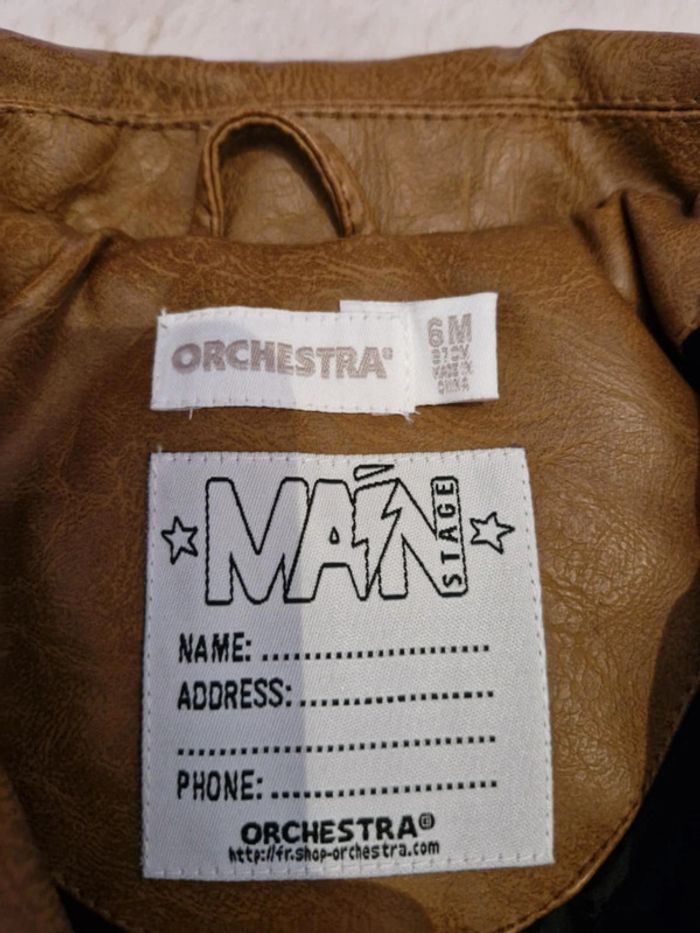 ORCHESTRA®
6M
MAIN
STAGE
NAME: ........................
ADDRESS: ...................
................................
PHONE: ......................
ORCHESTRA®
http://fr.shop-orchestra.com